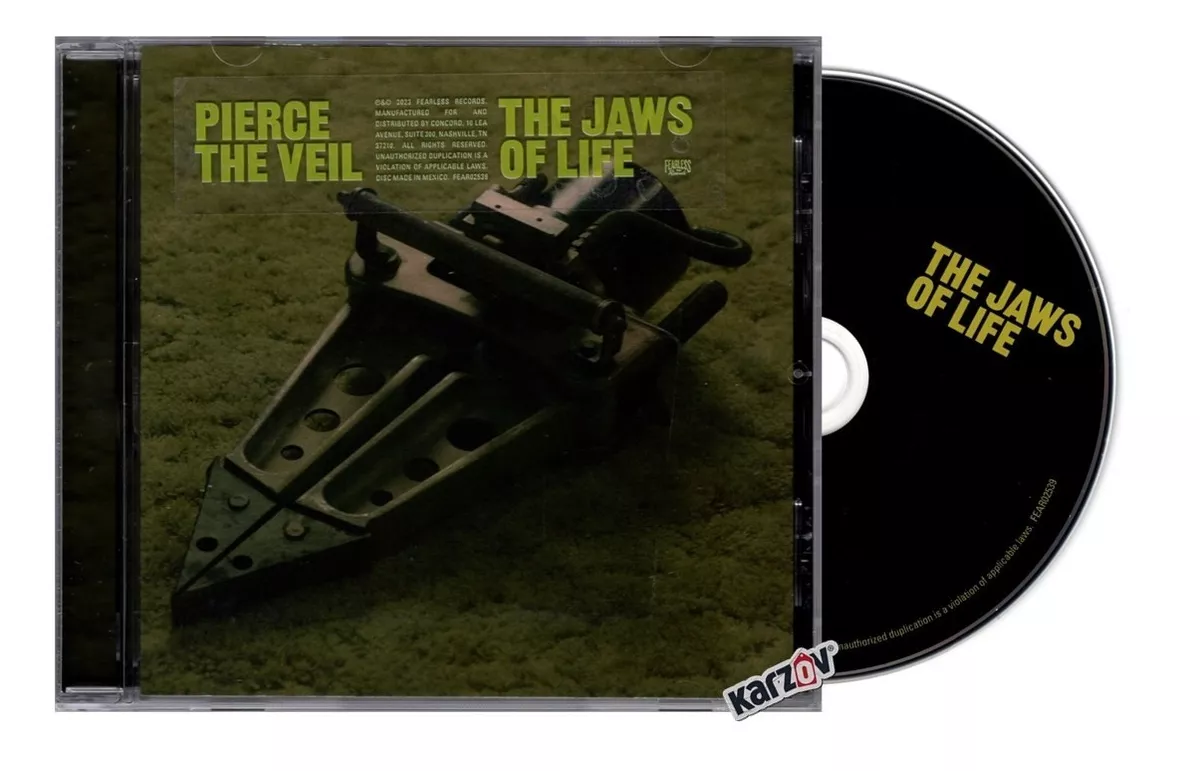 PIERCE
THE VEIL
℗&© 2023 FEARLESS RECORDS.
MANUFACTURED FOR AND
DISTRIBUTED BY CONCORD, 10 LEA
AVENUE, SUITE 300, NASHVILLE, TN
37210. ALL RIGHTS RESERVED.
UNAUTHORIZED DUPLICATION IS A
VIOLATION OF APPLICABLE LAWS.
DISC MADE IN MEXICO. FEAR02526
THE JAWS
OF LIFE
FEARLESS
THE JAWS
OF LIFE
nauthorized duplication is a violation of applicable laws. FEAR02539
karzov®